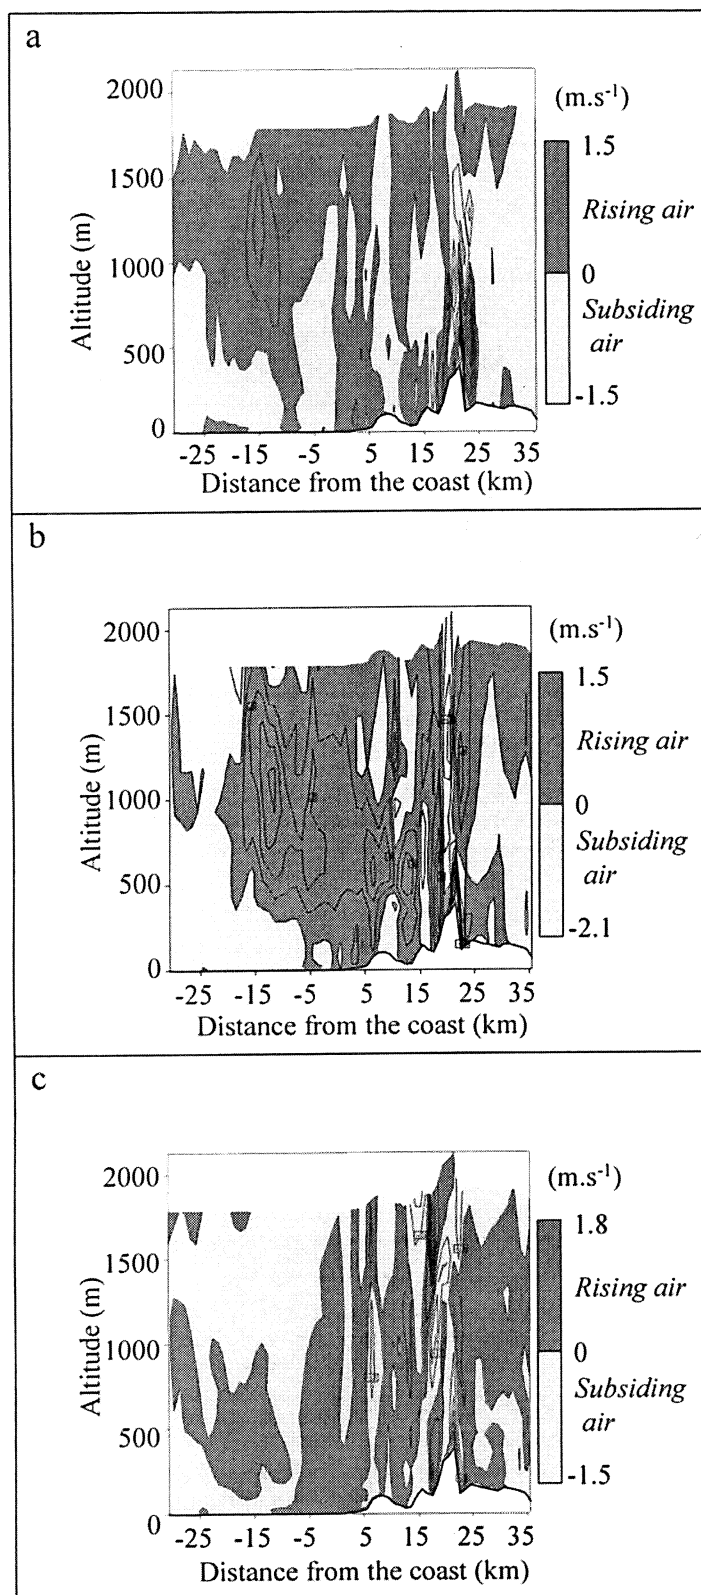 a
(m.s⁻¹)
2000
1500
1000
500
0
Altitude (m)
1.5
Rising air
0
Subsiding
air
-1.5
-25 -15 -5 5 15 25 35
Distance from the coast (km)
b
(m.s⁻¹)
2000
1500
1000
500
0
Altitude (m)
1.5
Rising air
0
Subsiding
air
-2.1
-25 -15 -5 5 15 25 35
Distance from the coast (km)
c
(m.s⁻¹)
2000
1500
1000
500
0
Altitude (m)
1.8
Rising air
0
Subsiding
air
-1.5
-25 -15 -5 5 15 25 35
Distance from the coast (km)